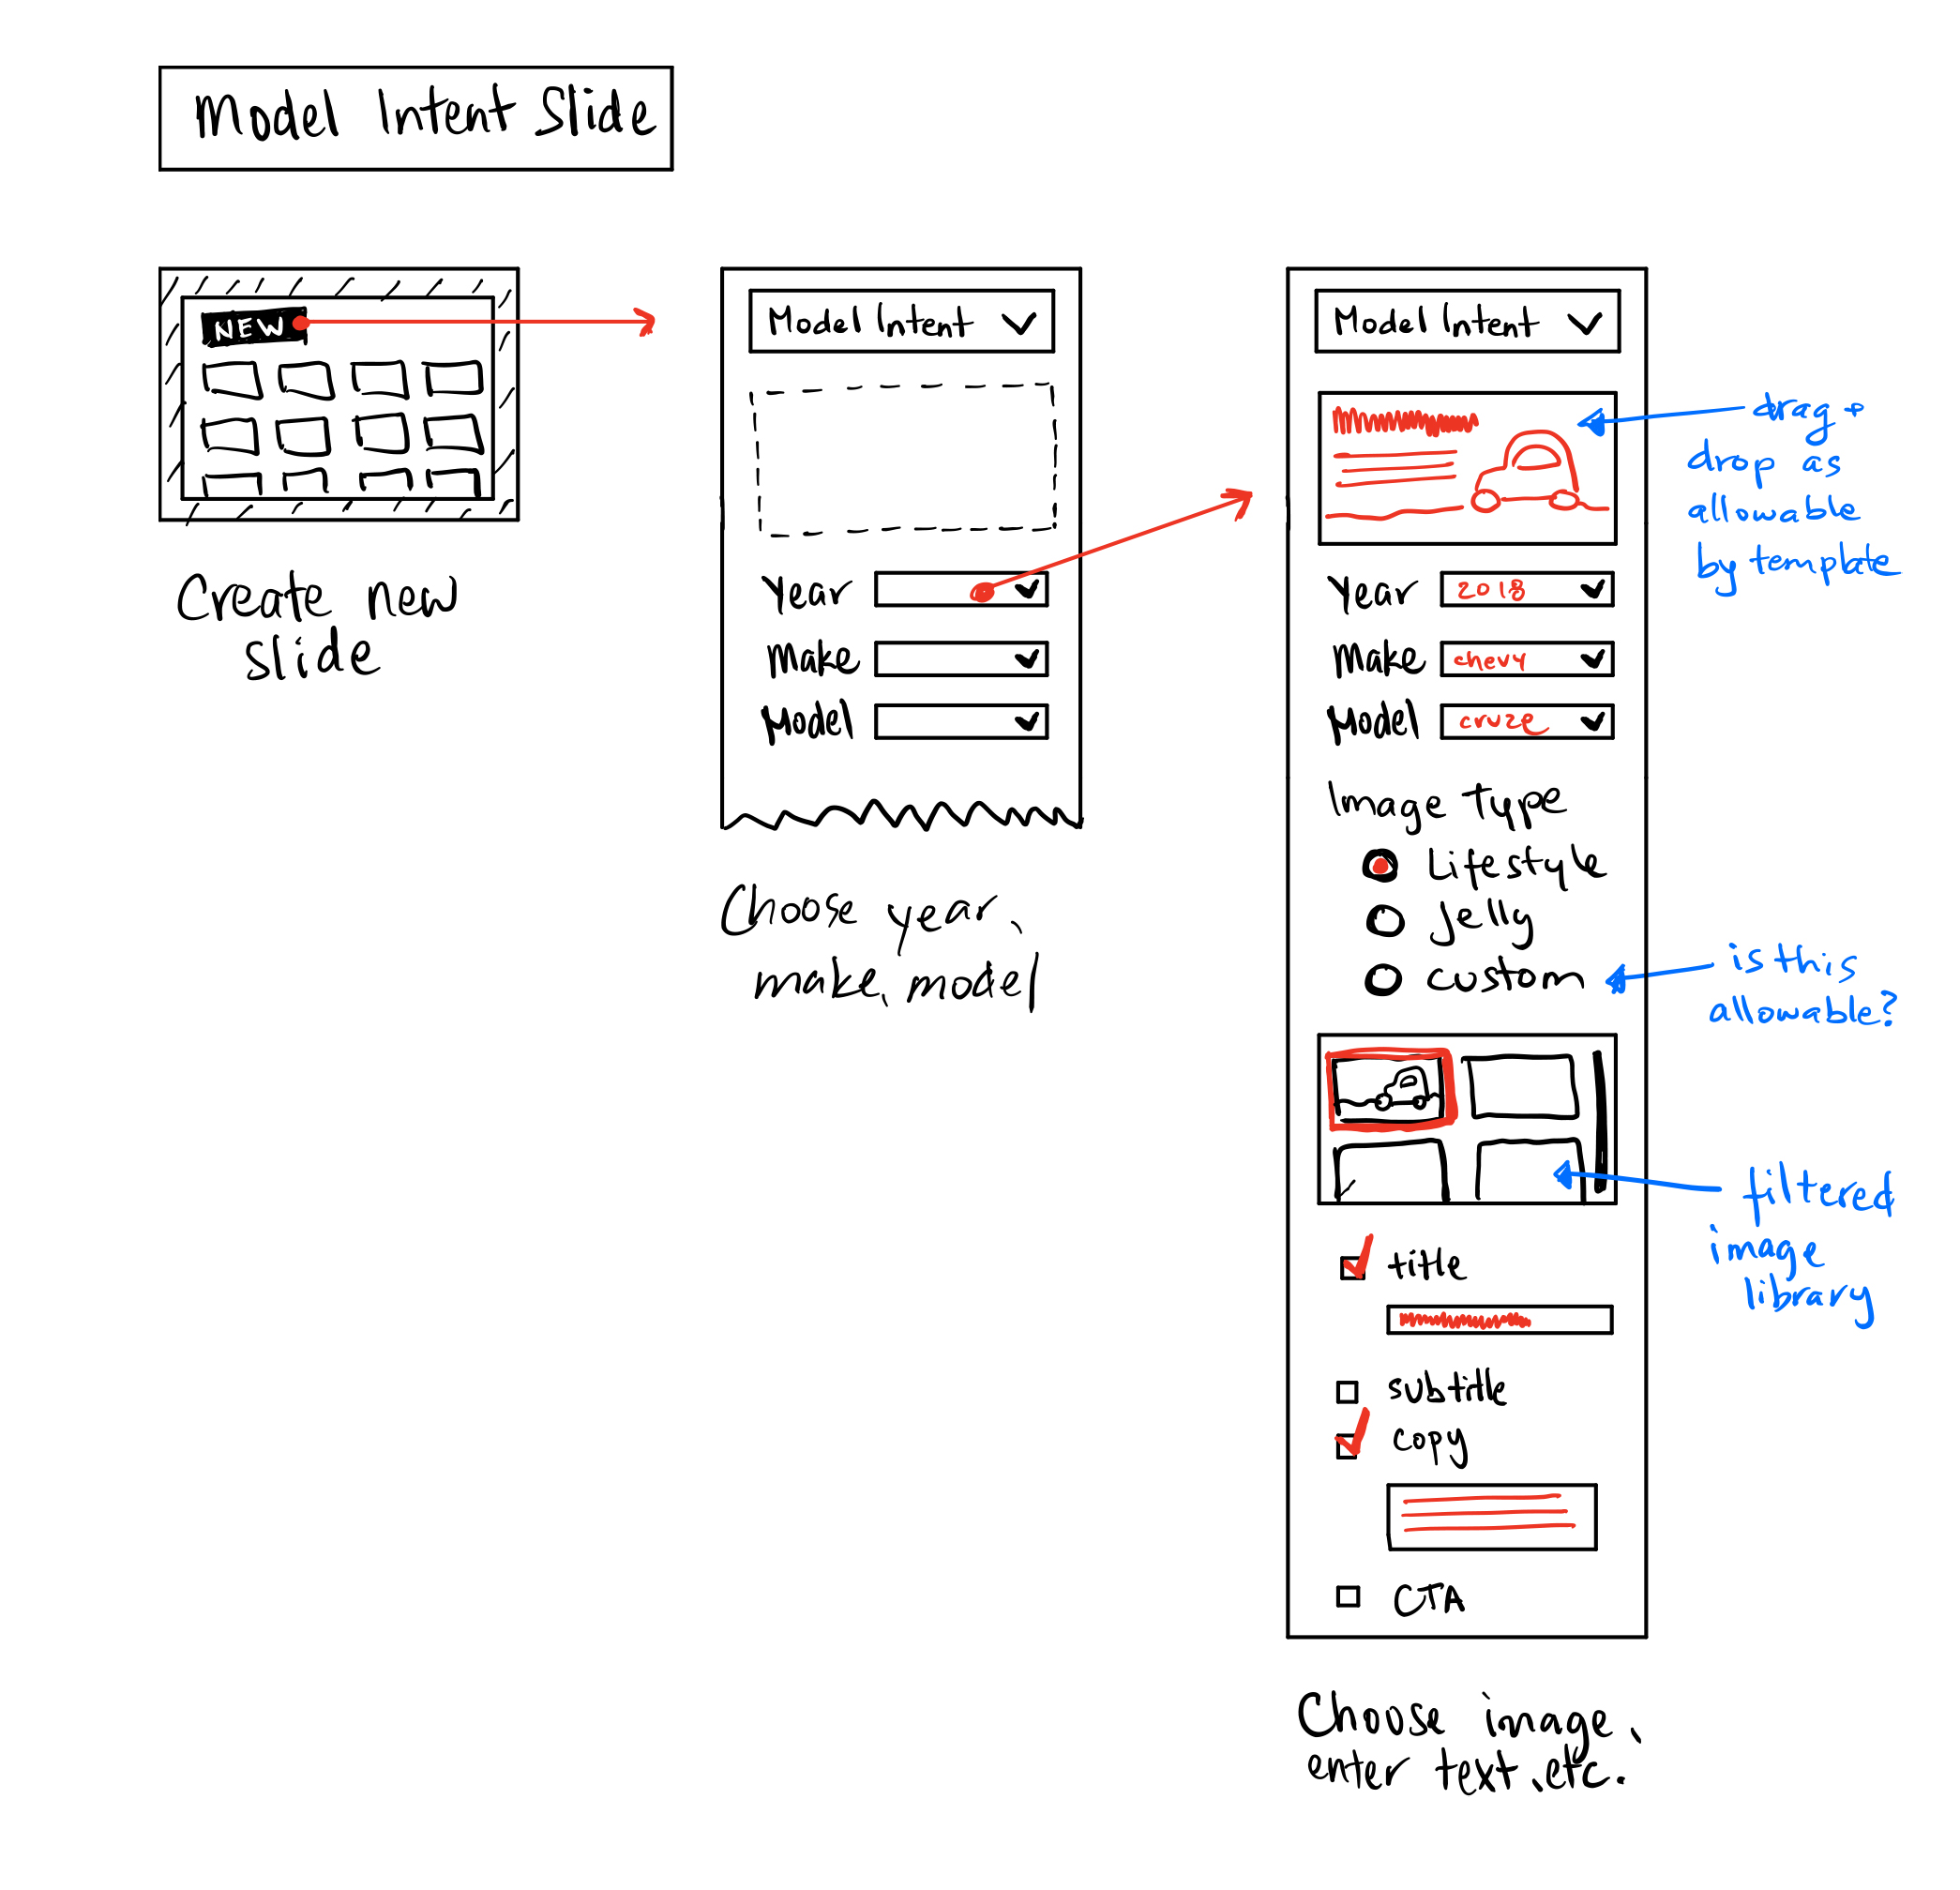 Model Intent Slide
NEW
Create new
slide
Model Intent
Year
Make
Model
Choose year,
make, model
Model Intent
drag +
drop as
allowable
by template
Year 2018
Make chevy
Model cruze
Image type
Lifestyle
Jelly
custom
is this
allowable?
filtered
image
library
title
subtitle
copy
CTA
Choose image,
enter text, etc.